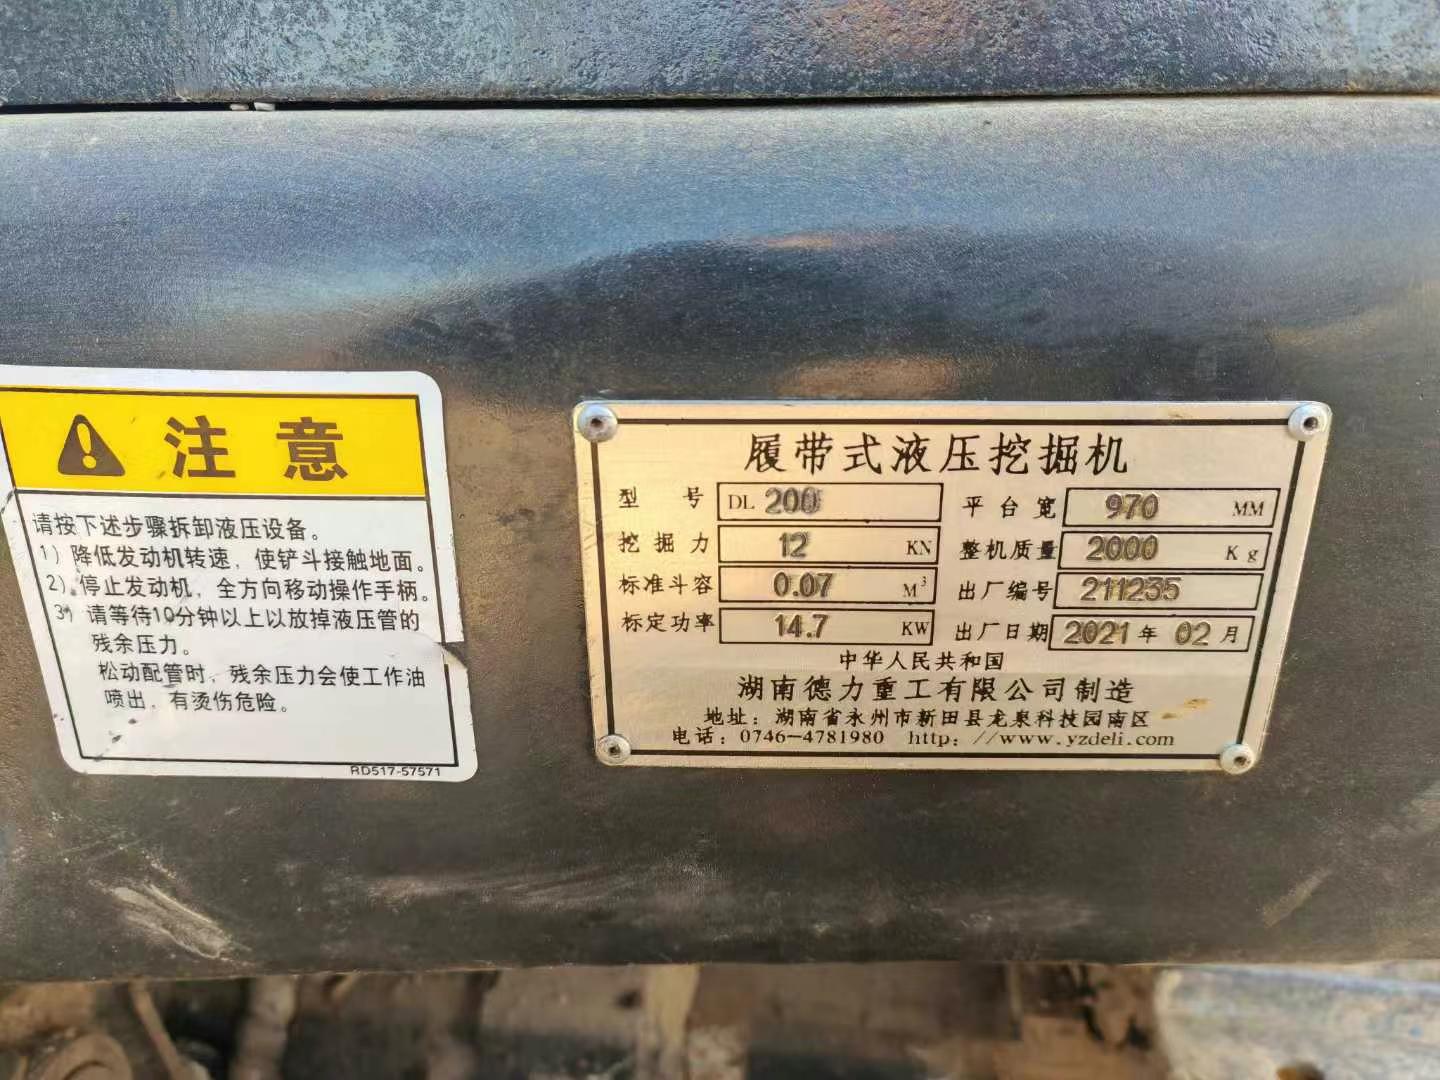 注意
请按下述步骤拆卸液压设备。
1）降低发动机转速，使铲斗接触地面。
2）停止发动机，全方向移动操作手柄。
3）请等待10分钟以上以放掉液压管的
残余压力。
松动配管时，残余压力会使工作油
喷出，有烫伤危险。
RD517-57571
履带式液压挖掘机
型号 DL 200 平台宽 970 MM
挖掘力 12 KN 整机质量 2000 Kg
标准斗容 0.07 M³ 出厂编号 211235
标定功率 14.7 KW 出厂日期 2021年02月
中华人民共和国
湖南德力重工有限公司制造
地址：湖南省永州市新田县龙泉科技园南区
电话：0746-4781980 http：//www.yzdeli.com